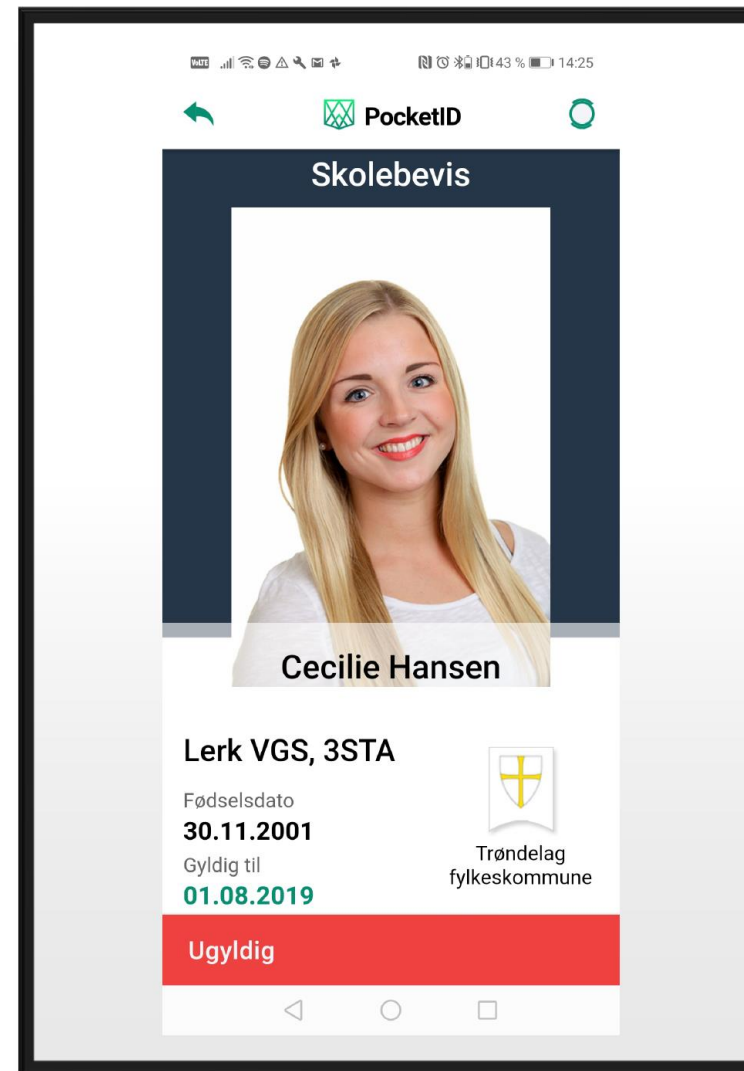 VoLTE 43 % 14:25
PocketID
Skolebevis
Cecilie Hansen
Lerk VGS, 3STA
Fødselsdato
30.11.2001
Gyldig til
01.08.2019
Trøndelag
fylkeskommune
Ugyldig